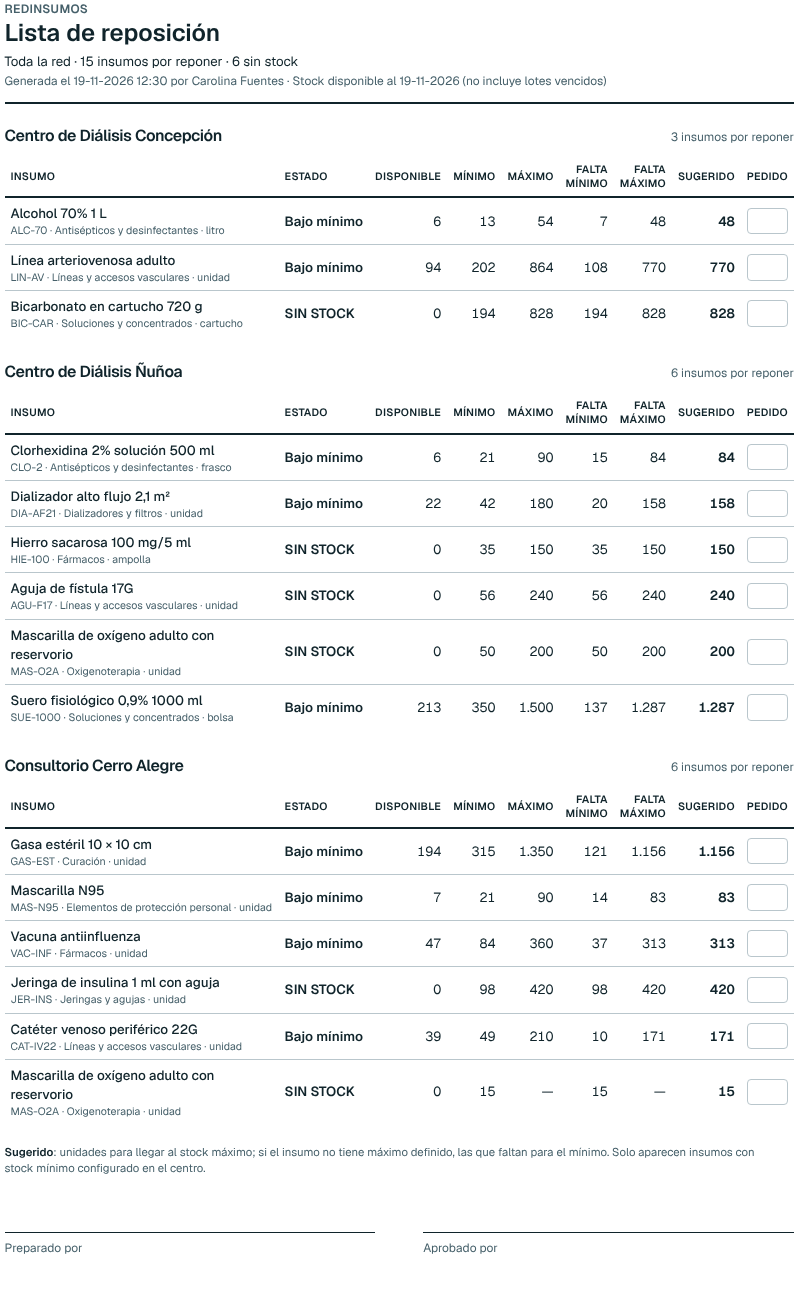 REDINSUMOS
Lista de reposición
Toda la red · 15 insumos por reponer · 6 sin stock
Generada el 19-11-2026 12:30 por Carolina Fuentes · Stock disponible al 19-11-2026 (no incluye lotes vencidos)
Centro de Diálisis Concepción 3 insumos por reponer
INSUMO ESTADO DISPONIBLE MÍNIMO MÁXIMO FALTA MÍNIMO FALTA MÁXIMO SUGERIDO PEDIDO
Alcohol 70% 1 L Bajo mínimo 6 13 54 7 48 48
ALC-70 · Antisépticos y desinfectantes · litro
Línea arteriovenosa adulto Bajo mínimo 94 202 864 108 770 770
LIN-AV · Líneas y accesos vasculares · unidad
Bicarbonato en cartucho 720 g SIN STOCK 0 194 828 194 828 828
BIC-CAR · Soluciones y concentrados · cartucho
Centro de Diálisis Ñuñoa 6 insumos por reponer
INSUMO ESTADO DISPONIBLE MÍNIMO MÁXIMO FALTA MÍNIMO FALTA MÁXIMO SUGERIDO PEDIDO
Clorhexidina 2% solución 500 ml Bajo mínimo 6 21 90 15 84 84
CLO-2 · Antisépticos y desinfectantes · frasco
Dializador alto flujo 2,1 m² Bajo mínimo 22 42 180 20 158 158
DIA-AF21 · Dializadores y filtros · unidad
Hierro sacarosa 100 mg/5 ml SIN STOCK 0 35 150 35 150 150
HIE-100 · Fármacos · ampolla
Aguja de fístula 17G SIN STOCK 0 56 240 56 240 240
AGU-F17 · Líneas y accesos vasculares · unidad
Mascarilla de oxígeno adulto con
reservorio SIN STOCK 0 50 200 50 200 200
MAS-O2A · Oxigenoterapia · unidad
Suero fisiológico 0,9% 1000 ml Bajo mínimo 213 350 1.500 137 1.287 1.287
SUE-1000 · Soluciones y concentrados · bolsa
Consultorio Cerro Alegre 6 insumos por reponer
INSUMO ESTADO DISPONIBLE MÍNIMO MÁXIMO FALTA MÍNIMO FALTA MÁXIMO SUGERIDO PEDIDO
Gasa estéril 10 × 10 cm Bajo mínimo 194 315 1.350 121 1.156 1.156
GAS-EST · Curación · unidad
Mascarilla N95 Bajo mínimo 7 21 90 14 83 83
MAS-N95 · Elementos de protección personal · unidad
Vacuna antiinfluenza Bajo mínimo 47 84 360 37 313 313
VAC-INF · Fármacos · unidad
Jeringa de insulina 1 ml con aguja SIN STOCK 0 98 420 98 420 420
JER-INS · Jeringas y agujas · unidad
Catéter venoso periférico 22G Bajo mínimo 39 49 210 10 171 171
CAT-IV22 · Líneas y accesos vasculares · unidad
Mascarilla de oxígeno adulto con
reservorio SIN STOCK 0 15 — 15 — 15
MAS-O2A · Oxigenoterapia · unidad
Sugerido: unidades para llegar al stock máximo; si el insumo no tiene máximo definido, las que faltan para el mínimo. Solo aparecen insumos con
stock mínimo configurado en el centro.
Preparado por Aprobado por